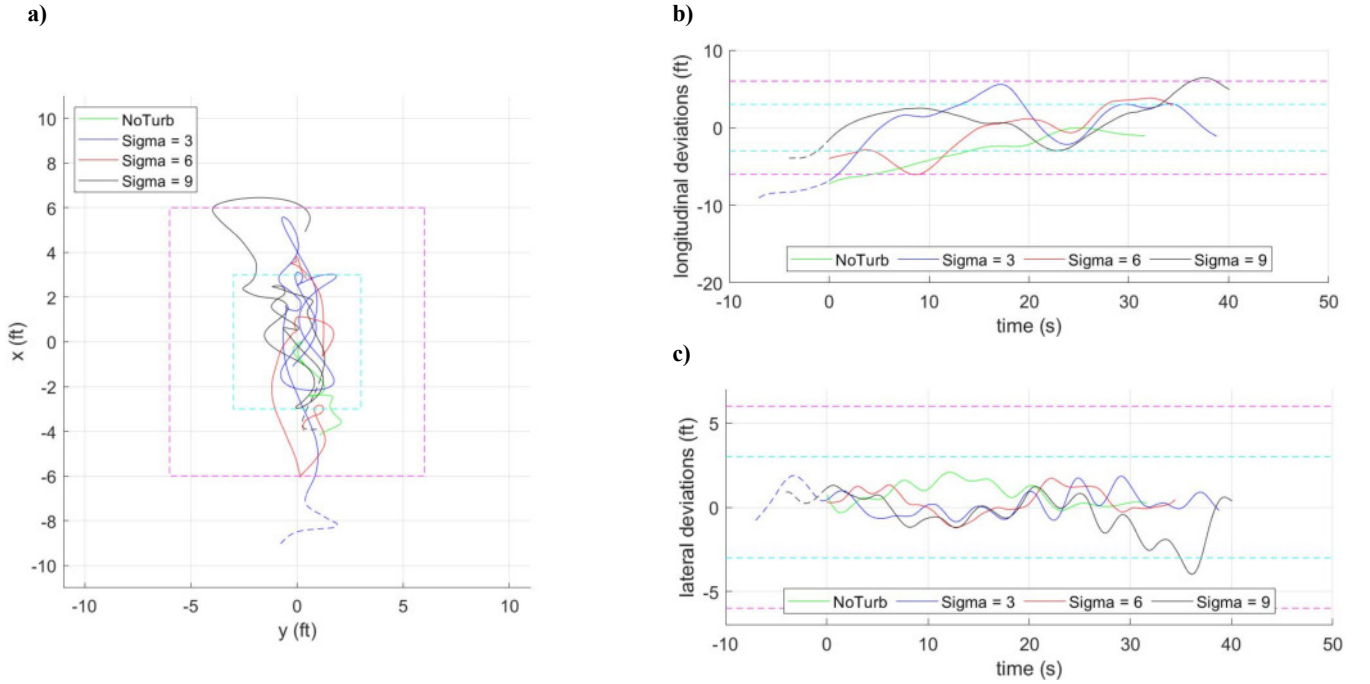 a)
10
8
6
4
2
0
-2
-4
-6
-8
-10
x (ft)
NoTurb
Sigma = 3
Sigma = 6
Sigma = 9
-10 -5 0 5 10
y (ft)
b)
10
0
-10
-20
longitudinal deviations (ft)
NoTurb Sigma = 3 Sigma = 6 Sigma = 9
-10 0 10 20 30 40 50
time (s)
c)
5
0
-5
lateral deviations (ft)
NoTurb Sigma = 3 Sigma = 6 Sigma = 9
-10 0 10 20 30 40 50
time (s)